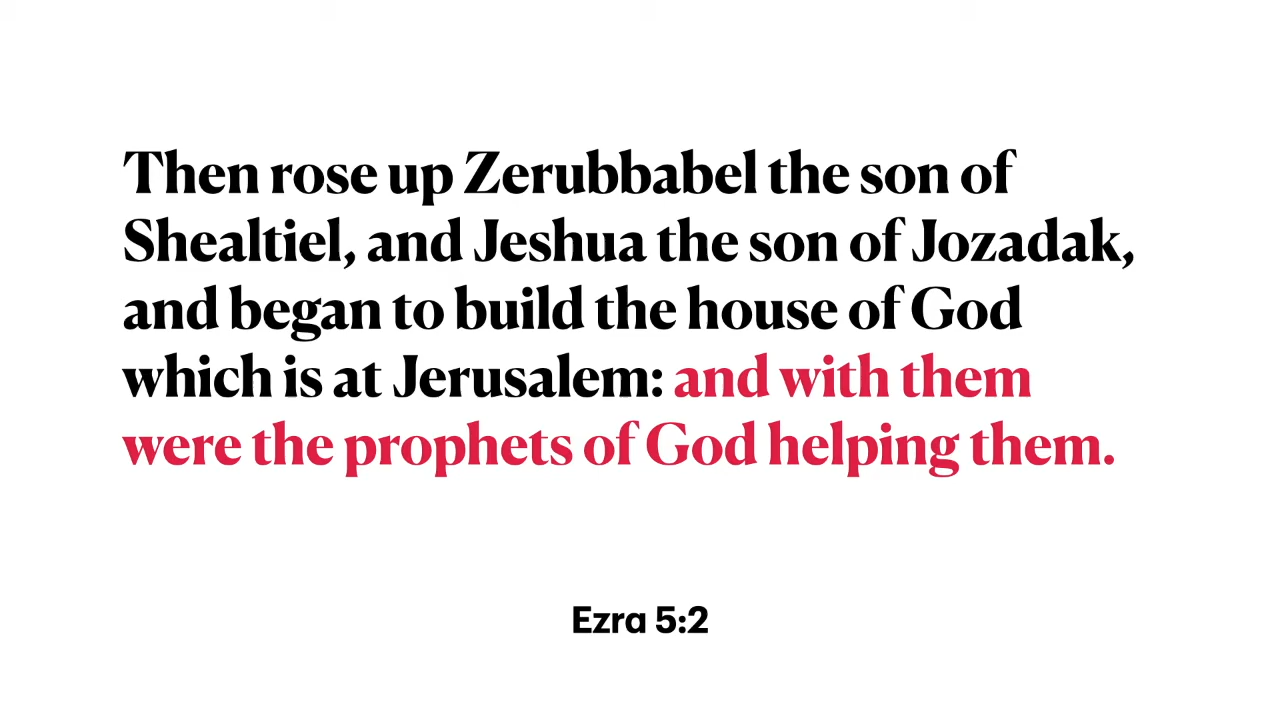 Then rose up Zerubbabel the son of
Shealtiel, and Jeshua the son of Jozadak,
and began to build the house of God
which is at Jerusalem: and with them
were the prophets of God helping them.
Ezra 5:2